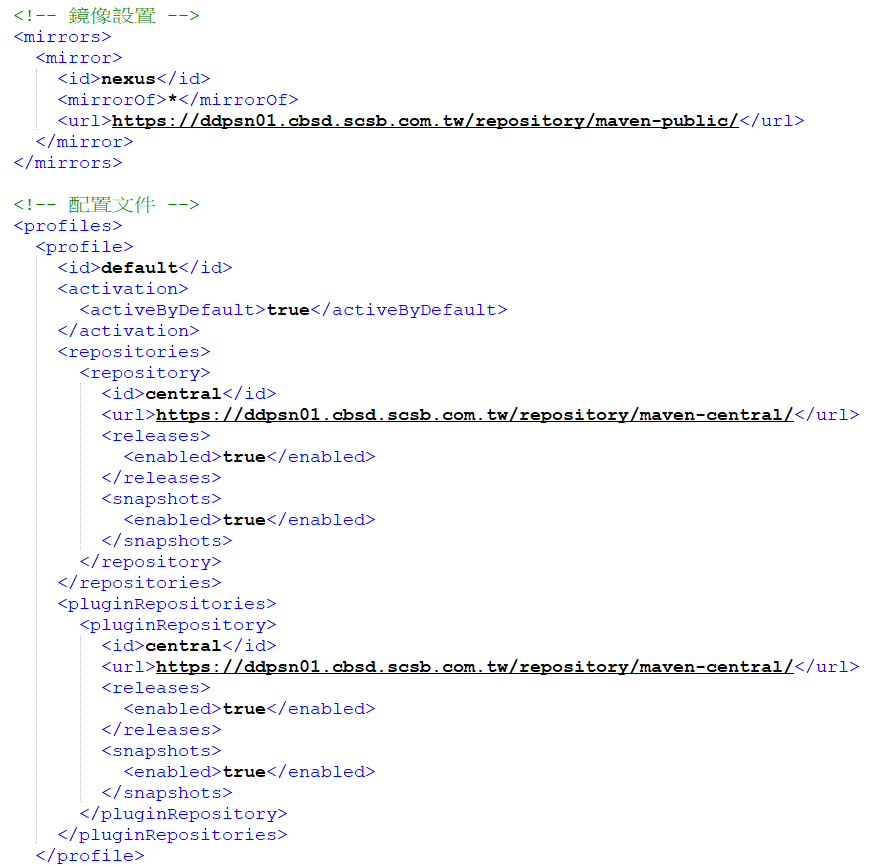 <!-- 鏡像設置 -->
<mirrors>
  <mirror>
    <id>nexus</id>
    <mirrorOf>*</mirrorOf>
    <url>https://ddpsn01.cbsd.scsb.com.tw/repository/maven-public/</url>
  </mirror>
</mirrors>

<!-- 配置文件 -->
<profiles>
  <profile>
    <id>default</id>
    <activation>
      <activeByDefault>true</activeByDefault>
    </activation>
    <repositories>
      <repository>
        <id>central</id>
        <url>https://ddpsn01.cbsd.scsb.com.tw/repository/maven-central/</url>
        <releases>
          <enabled>true</enabled>
        </releases>
        <snapshots>
          <enabled>true</enabled>
        </snapshots>
      </repository>
    </repositories>
    <pluginRepositories>
      <pluginRepository>
        <id>central</id>
        <url>https://ddpsn01.cbsd.scsb.com.tw/repository/maven-central/</url>
        <releases>
          <enabled>true</enabled>
        </releases>
        <snapshots>
          <enabled>true</enabled>
        </snapshots>
      </pluginRepository>
    </pluginRepositories>
  </profile>